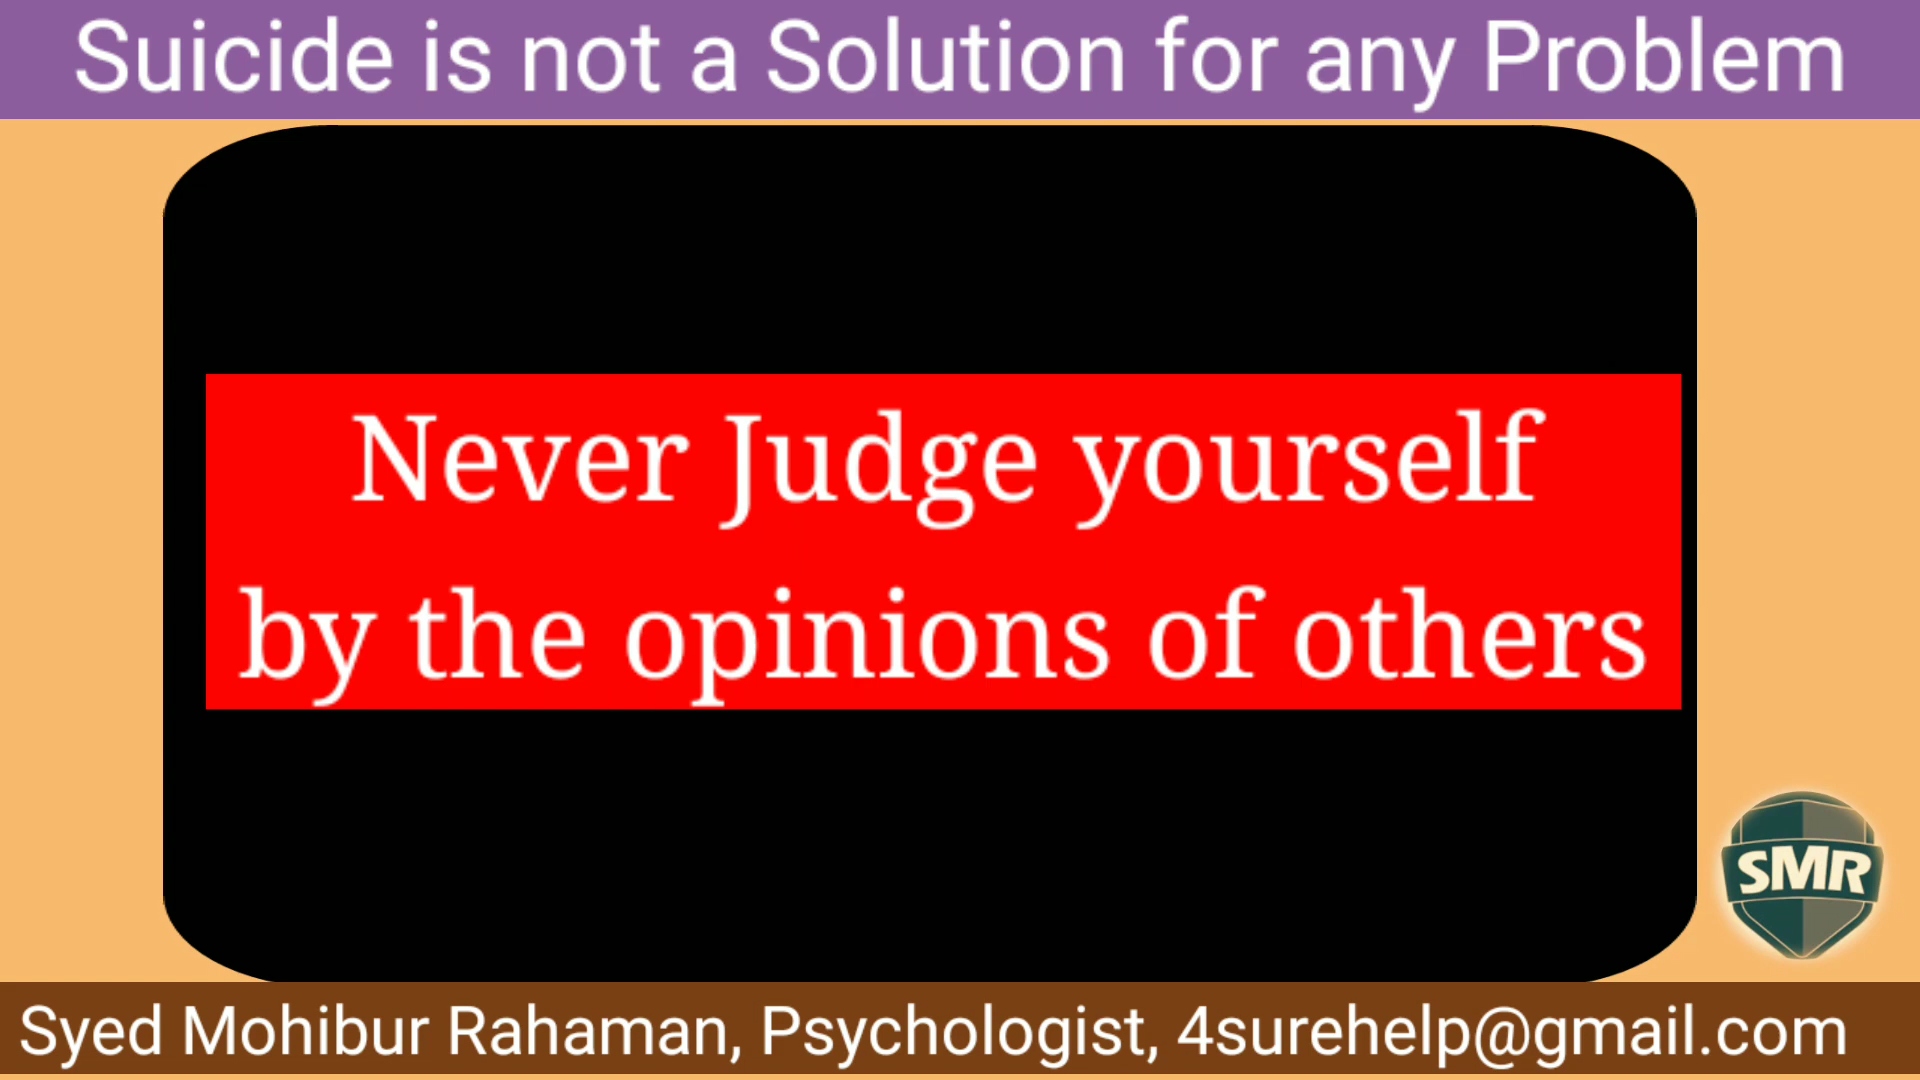 Suicide is not a Solution for any Problem
Never Judge yourself
by the opinions of others
SMR
Syed Mohibur Rahaman, Psychologist, 4surehelp@gmail.com